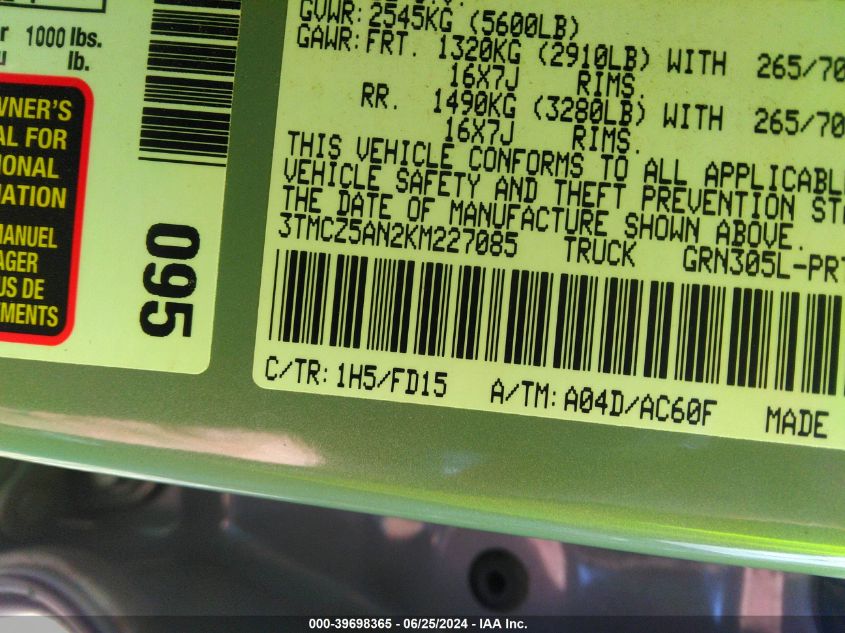 1000 lbs.
lb.
WNER'S
AL FOR
IONAL
MATION
MANUEL
AGER
US DE
EMENTS
095
GVWR: 2545KG (5600LB)
GAWR: FRT. 1320KG (2910LB) WITH 265/70
16X7J RIMS.
RR. 1490KG (3280LB) WITH 265/70
16X7J RIMS.
THIS VEHICLE CONFORMS TO ALL APPLICABL
VEHICLE SAFETY AND THEFT PREVENTION ST
THE DATE OF MANUFACTURE SHOWN ABOVE.
3TMCZ5AN2KM227085 TRUCK GRN305L-PRT
C/TR: 1H5/FD15 A/TM: A04D/AC60F MADE
000-39698365 - 06/25/2024 - IAA Inc.